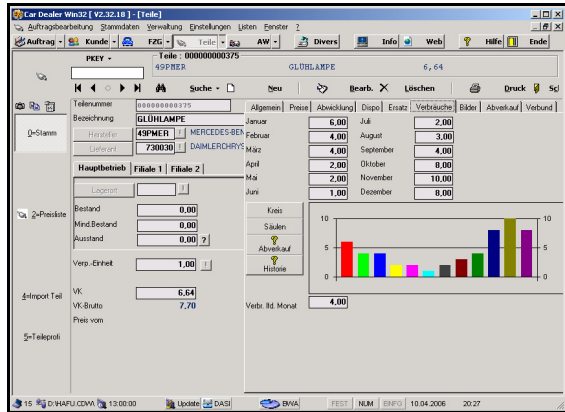 Car Dealer Win32 [ V2.32.18 ] - [Teile]
Auftragsbearbeitung Stammdaten Verwaltung Einstellungen Listen Fenster ?
Auftrag Kunde FZG Teile AW Divers Info Web Hilfe Ende
PKEY
Teile : 000000000375
49PMER GLÜHLAMPE 6,64
Suche Neu Bearb. Löschen Druck
Teilenummer 000000000375
Bezeichnung GLÜHLAMPE
Hersteller 49PMER ! MERCEDES-BEN
Lieferant 730030 ! DAIMLERCHRYS
Hauptbetrieb Filiale 1 Filiale 2
Lagerort !
Bestand 0,00
Mind.Bestand 0,00
Ausstand 0,00 ?
Verp.-Einheit 1,00 !
VK 6,64
VK-Brutto 7,70
Preis vom
0=Stamm
2=Preisliste
4=Import Teil
5=Teileprofi
Allgemein Preise Abwicklung Dispo Ersatz Verbräuche Bilder Abverkauf Verbund
Januar 6,00 Juli 2,00
Februar 4,00 August 3,00
März 4,00 September 4,00
April 2,00 Oktober 8,00
Mai 2,00 November 10,00
Juni 1,00 Dezember 8,00
Kreis
Säulen
Abverkauf
Historie
10 10
5 5
0 0
Verbr. lfd. Monat 4,00
15 13:00:00 Update DASI BWA FEST NUM EINFG 10.04.2006 20:27